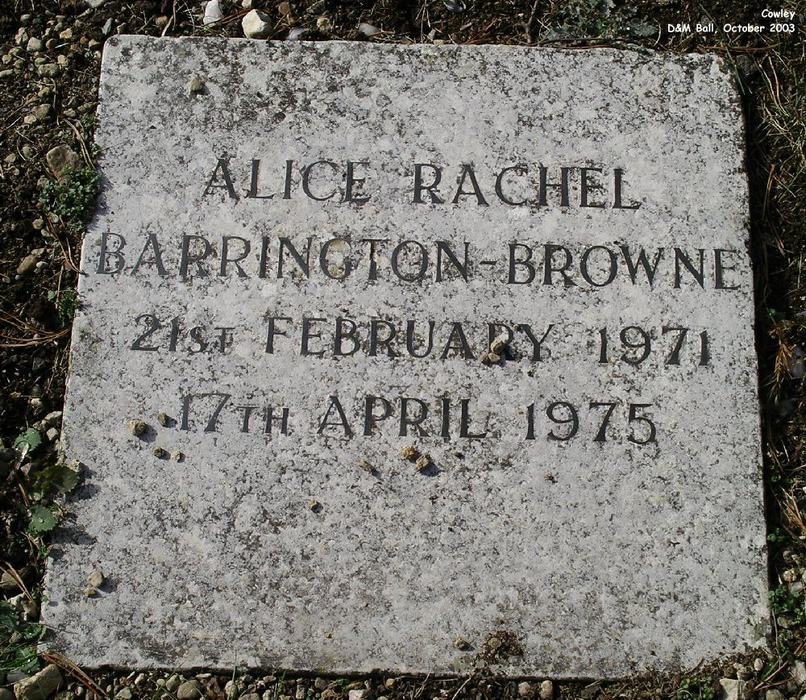 Cowley
D&M Ball, October 2003
ALICE RACHEL
BARRINGTON-BROWNE
21ST FEBRUARY 1971
17TH APRIL 1975